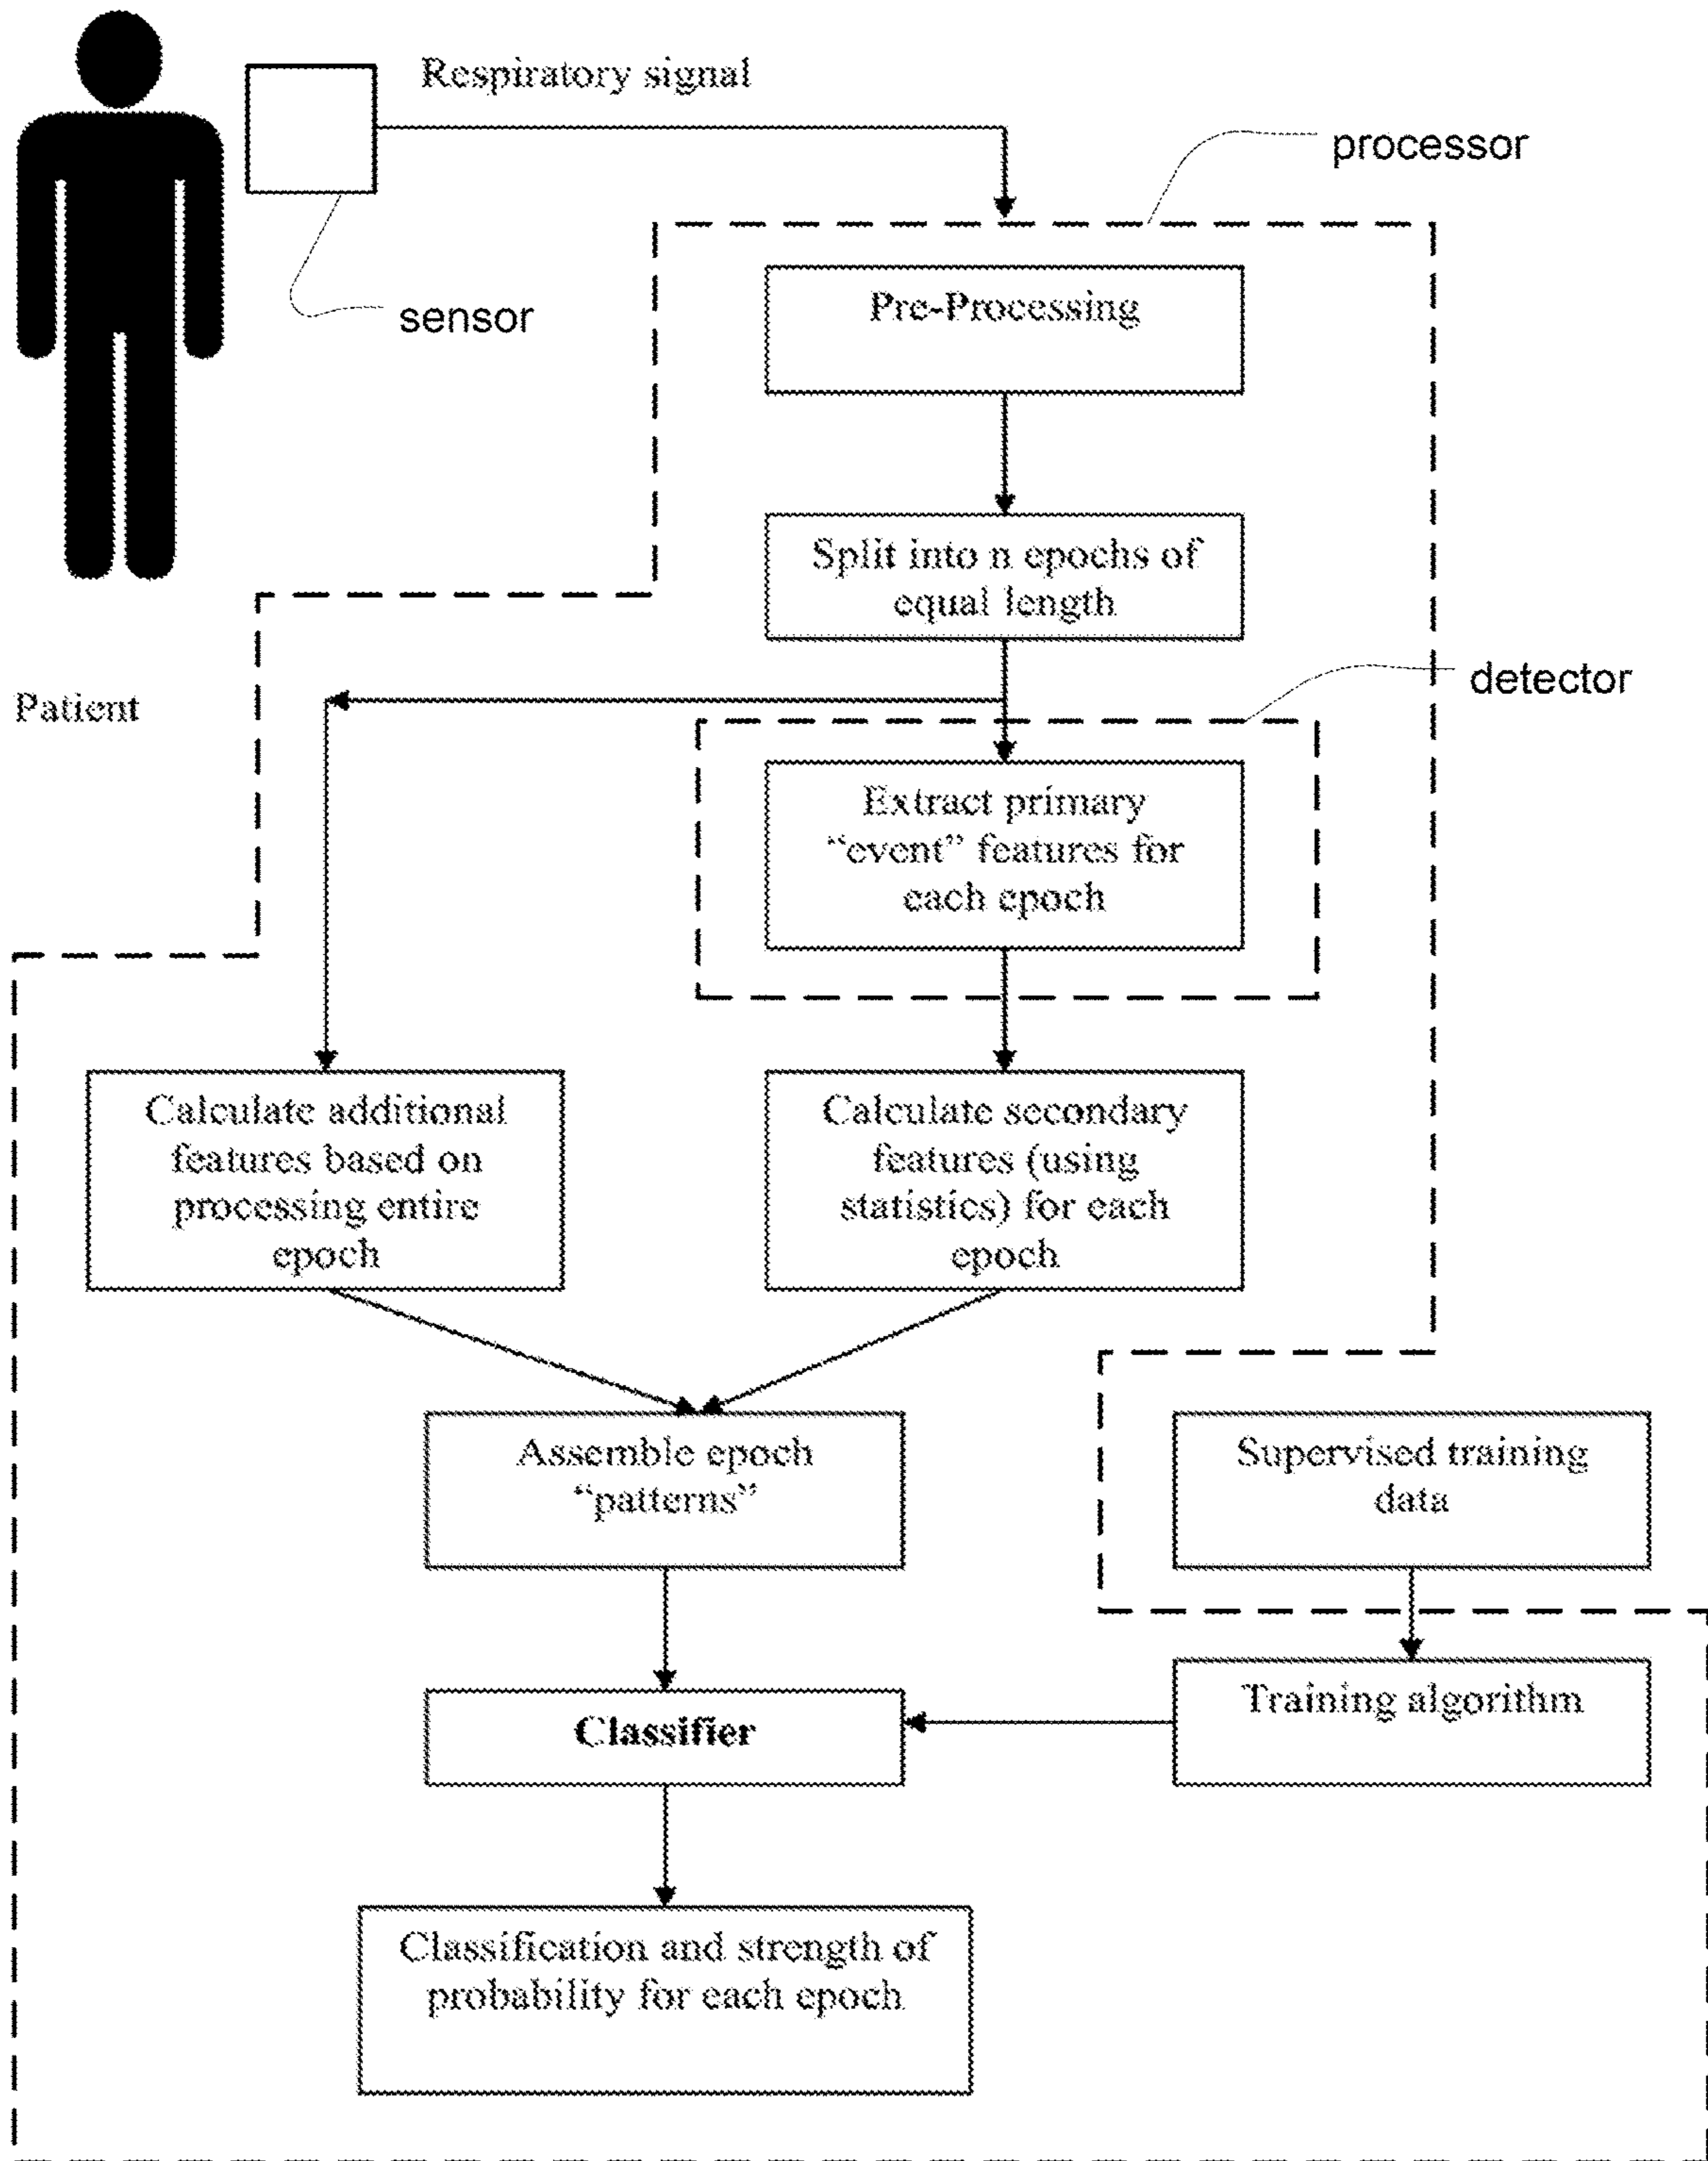 Respiratory signal
processor
sensor
Pre-Processing
Split into n epochs of
equal length
Patient
detector
Extract primary
“event” features for
each epoch
Calculate additional
features based on
processing entire
epoch
Calculate secondary
features (using
statistics) for each
epoch
Assemble epoch
“patterns”
Supervised training
data
Training algorithm
Classifier
Classification and strength of
probability for each epoch